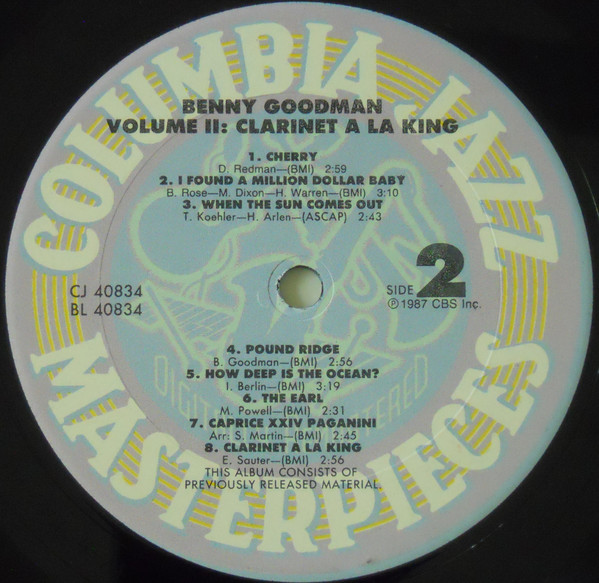 COLUMBIA JAZZ
BENNY GOODMAN
VOLUME II: CLARINET A LA KING
1. CHERRY
D. Redman—(BMI) 2:59
2. I FOUND A MILLION DOLLAR BABY
B. Rose—M. Dixon—H. Warren—(BMI) 3:10
3. WHEN THE SUN COMES OUT
T. Koehler—H. Arlen—(ASCAP) 2:43
CJ 40834
BL 40834
SIDE 2
℗ 1987 CBS Inc.
4. POUND RIDGE
B. Goodman—(BMI) 2:56
5. HOW DEEP IS THE OCEAN?
I. Berlin—(BMI) 3:19
6. THE EARL
M. Powell—(BMI) 2:31
7. CAPRICE XXIV PAGANINI
Arr: S. Martin—(BMI) 2:45
8. CLARINET A LA KING
E. Sauter—(BMI) 2:56
THIS ALBUM CONSISTS OF
PREVIOUSLY RELEASED MATERIAL.
MASTERPIECES